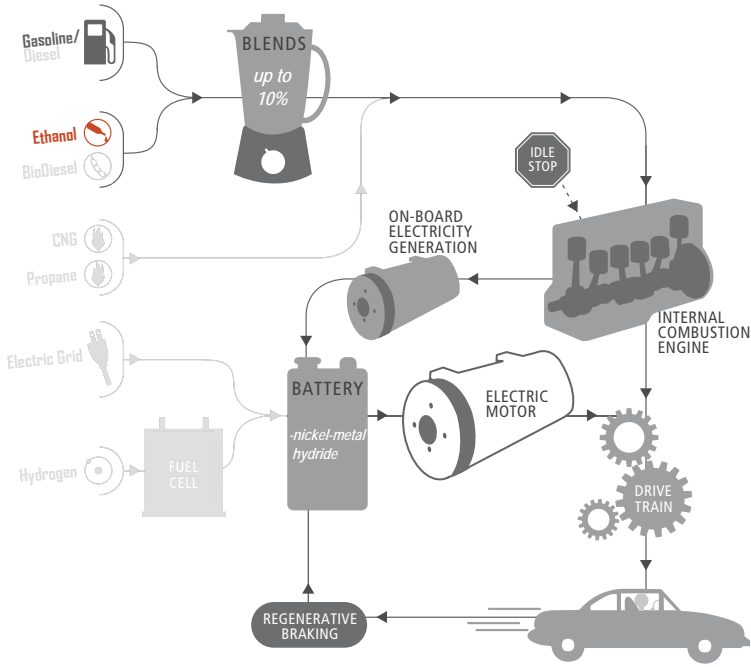 Gasoline/
Diesel
BLENDS
up to
10%
Ethanol
BioDiesel
IDLE
STOP
CNG
Propane
ON-BOARD
ELECTRICITY
GENERATION
INTERNAL
COMBUSTION
ENGINE
Electric Grid
BATTERY
-nickel-metal
hydride
ELECTRIC
MOTOR
Hydrogen
FUEL
CELL
DRIVE
TRAIN
REGENERATIVE
BRAKING